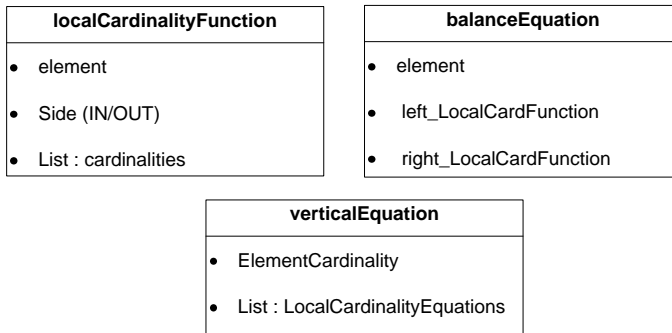 localCardinalityFunction
• element
• Side (IN/OUT)
• List : cardinalities
balanceEquation
• element
• left_LocalCardFunction
• right_LocalCardFunction
verticalEquation
• ElementCardinality
• List : LocalCardinalityEquations